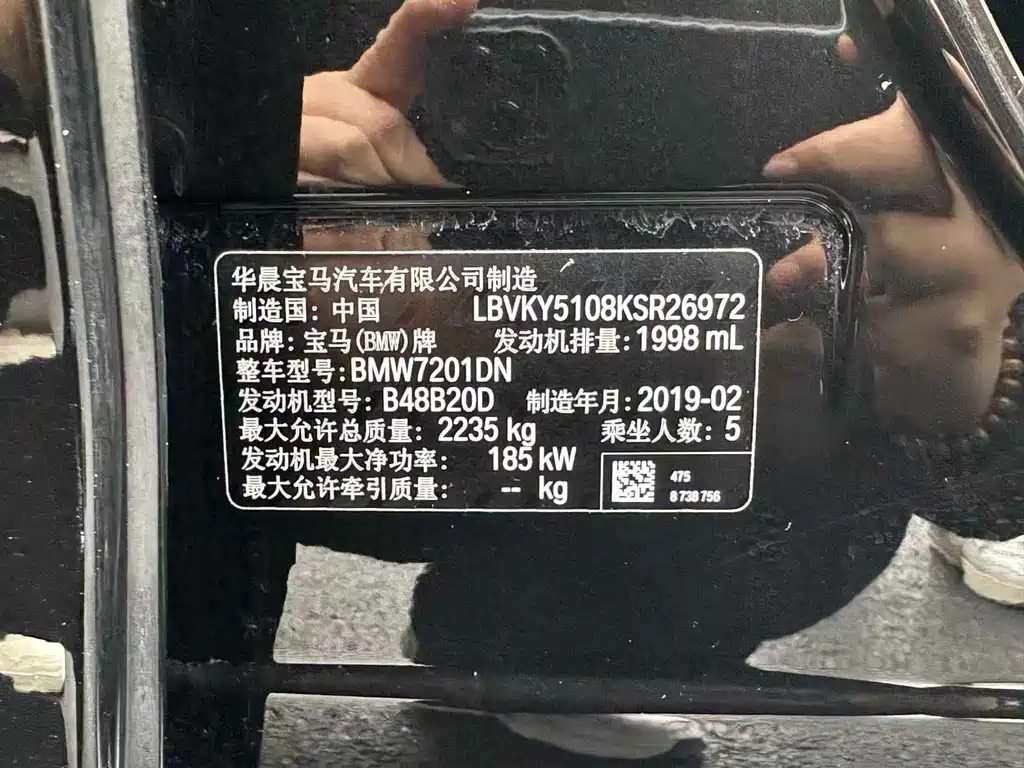 华晨宝马汽车有限公司制造
制造国: 中国 LBVKY5108KSR26972
品牌: 宝马(BMW)牌 发动机排量: 1998 mL
整车型号: BMW7201DN
发动机型号: B48B20D 制造年月: 2019-02
最大允许总质量: 2235 kg 乘坐人数: 5
发动机最大净功率: 185 kW
最大允许牵引质量: -- kg
475
8 738 756